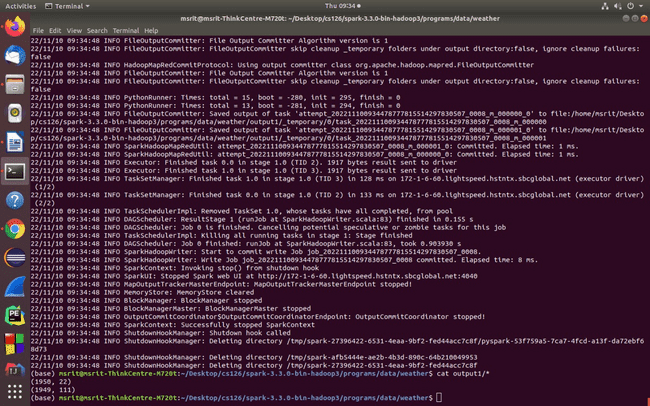 Activities
Terminal
Thu 09:34
msrit@msrit-ThinkCentre-M720t: ~/Desktop/cs126/spark-3.3.0-bin-hadoop3/programs/data/weather
File Edit View Search Terminal Help
22/11/10 09:34:48 INFO FileOutputCommitter: File Output Committer Algorithm version is 1
22/11/10 09:34:48 INFO FileOutputCommitter: FileOutputCommitter skip cleanup _temporary folders under output directory:false, ignore cleanup failures:
false
22/11/10 09:34:48 INFO HadoopMapRedCommitProtocol: Using output committer class org.apache.hadoop.mapred.FileOutputCommitter
22/11/10 09:34:48 INFO FileOutputCommitter: File Output Committer Algorithm version is 1
22/11/10 09:34:48 INFO FileOutputCommitter: FileOutputCommitter skip cleanup _temporary folders under output directory:false, ignore cleanup failures:
false
22/11/10 09:34:48 INFO PythonRunner: Times: total = 15, boot = -280, init = 295, finish = 0
22/11/10 09:34:48 INFO PythonRunner: Times: total = 13, boot = -281, init = 294, finish = 0
22/11/10 09:34:48 INFO FileOutputCommitter: Saved output of task 'attempt_202211100934478777815514297830507_0008_m_000000_0' to file:/home/msrit/Deskto
p/cs126/spark-3.3.0-bin-hadoop3/programs/data/weather/output1/_temporary/0/task_202211100934478777815514297830507_0008_m_000000
22/11/10 09:34:48 INFO FileOutputCommitter: Saved output of task 'attempt_202211100934478777815514297830507_0008_m_000001_0' to file:/home/msrit/Deskto
p/cs126/spark-3.3.0-bin-hadoop3/programs/data/weather/output1/_temporary/0/task_202211100934478777815514297830507_0008_m_000001
22/11/10 09:34:48 INFO SparkHadoopMapRedUtil: attempt_202211100934478777815514297830507_0008_m_000001_0: Committed. Elapsed time: 1 ms.
22/11/10 09:34:48 INFO SparkHadoopMapRedUtil: attempt_202211100934478777815514297830507_0008_m_000000_0: Committed. Elapsed time: 1 ms.
22/11/10 09:34:48 INFO Executor: Finished task 0.0 in stage 1.0 (TID 2). 1917 bytes result sent to driver
22/11/10 09:34:48 INFO Executor: Finished task 1.0 in stage 1.0 (TID 3). 1917 bytes result sent to driver
22/11/10 09:34:48 INFO TaskSetManager: Finished task 1.0 in stage 1.0 (TID 3) in 128 ms on 172-1-6-60.lightspeed.hstntx.sbcglobal.net (executor driver)
(1/2)
22/11/10 09:34:48 INFO TaskSetManager: Finished task 0.0 in stage 1.0 (TID 2) in 133 ms on 172-1-6-60.lightspeed.hstntx.sbcglobal.net (executor driver)
(2/2)
22/11/10 09:34:48 INFO TaskSchedulerImpl: Removed TaskSet 1.0, whose tasks have all completed, from pool
22/11/10 09:34:48 INFO DAGScheduler: ResultStage 1 (runJob at SparkHadoopWriter.scala:83) finished in 0.155 s
22/11/10 09:34:48 INFO DAGScheduler: Job 0 is finished. Cancelling potential speculative or zombie tasks for this job
22/11/10 09:34:48 INFO TaskSchedulerImpl: Killing all running tasks in stage 1: Stage finished
22/11/10 09:34:48 INFO DAGScheduler: Job 0 finished: runJob at SparkHadoopWriter.scala:83, took 0.903930 s
22/11/10 09:34:48 INFO SparkHadoopWriter: Start to commit write Job job_202211100934478777815514297830507_0008.
22/11/10 09:34:48 INFO SparkHadoopWriter: Write Job job_202211100934478777815514297830507_0008 committed. Elapsed time: 8 ms.
22/11/10 09:34:48 INFO SparkContext: Invoking stop() from shutdown hook
22/11/10 09:34:48 INFO SparkUI: Stopped Spark web UI at http://172-1-6-60.lightspeed.hstntx.sbcglobal.net:4040
22/11/10 09:34:48 INFO MapOutputTrackerMasterEndpoint: MapOutputTrackerMasterEndpoint stopped!
22/11/10 09:34:48 INFO MemoryStore: MemoryStore cleared
22/11/10 09:34:48 INFO BlockManager: BlockManager stopped
22/11/10 09:34:48 INFO BlockManagerMaster: BlockManagerMaster stopped
22/11/10 09:34:48 INFO OutputCommitCoordinator$OutputCommitCoordinatorEndpoint: OutputCommitCoordinator stopped!
22/11/10 09:34:48 INFO SparkContext: Successfully stopped SparkContext
22/11/10 09:34:48 INFO ShutdownHookManager: Shutdown hook called
22/11/10 09:34:48 INFO ShutdownHookManager: Deleting directory /tmp/spark-27396422-6531-4eaa-9bf2-fed44acc7c8f/pyspark-53f759a5-7ca7-4fcd-a13f-da72ebf6
8d73
22/11/10 09:34:48 INFO ShutdownHookManager: Deleting directory /tmp/spark-afb5444e-ae2b-4b3d-890c-64b210049953
22/11/10 09:34:48 INFO ShutdownHookManager: Deleting directory /tmp/spark-27396422-6531-4eaa-9bf2-fed44acc7c8f
(base) msrit@msrit-ThinkCentre-M720t:~/Desktop/cs126/spark-3.3.0-bin-hadoop3/programs/data/weather$ cat output1/*
(1950, 22)
(1949, 111)
(base) msrit@msrit-ThinkCentre-M720t:~/Desktop/cs126/spark-3.3.0-bin-hadoop3/programs/data/weather$